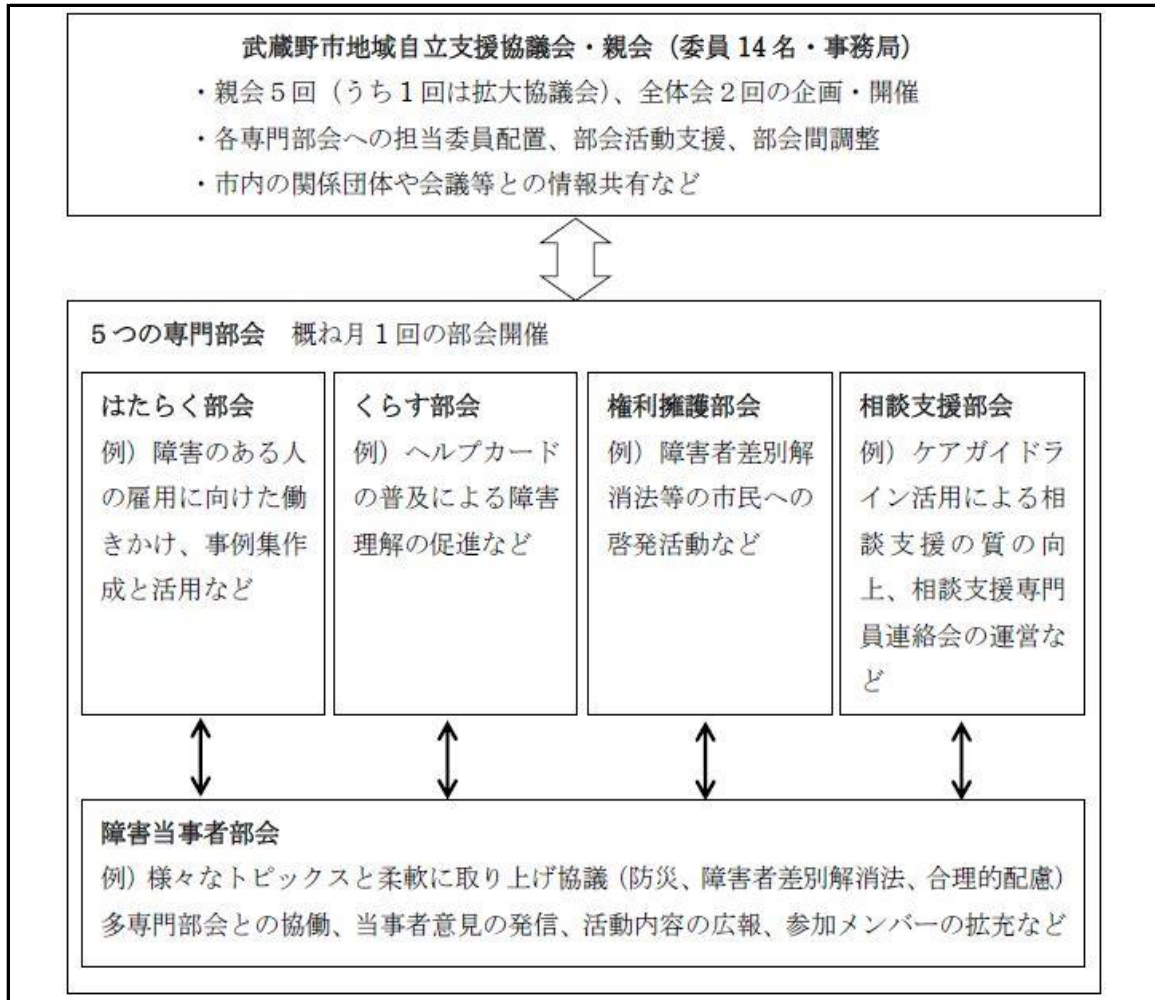 武蔵野市地域自立支援協議会・親会（委員14名・事務局）
・親会５回（うち１回は拡大協議会）、全体会２回の企画・開催
・各専門部会への担当委員配置、部会活動支援、部会間調整
・市内の関係団体や会議等との情報共有など
5つの専門部会　概ね月1回の部会開催
はたらく部会
例）障害のある人
の雇用に向けた働
きかけ、事例集作
成と活用など
くらす部会
例）ヘルプカード
の普及による障害
理解の促進など
権利擁護部会
例）障害者差別解
消法等の市民への
啓発活動など
相談支援部会
例）ケアガイドラ
イン活用による相
談支援の質の向
上、相談支援専門
員連絡会の運営な
ど
障害当事者部会
例）様々なトピックスと柔軟に取り上げ協議（防災、障害者差別解消法、合理的配慮）
多専門部会との協働、当事者意見の発信、活動内容の広報、参加メンバーの拡充など